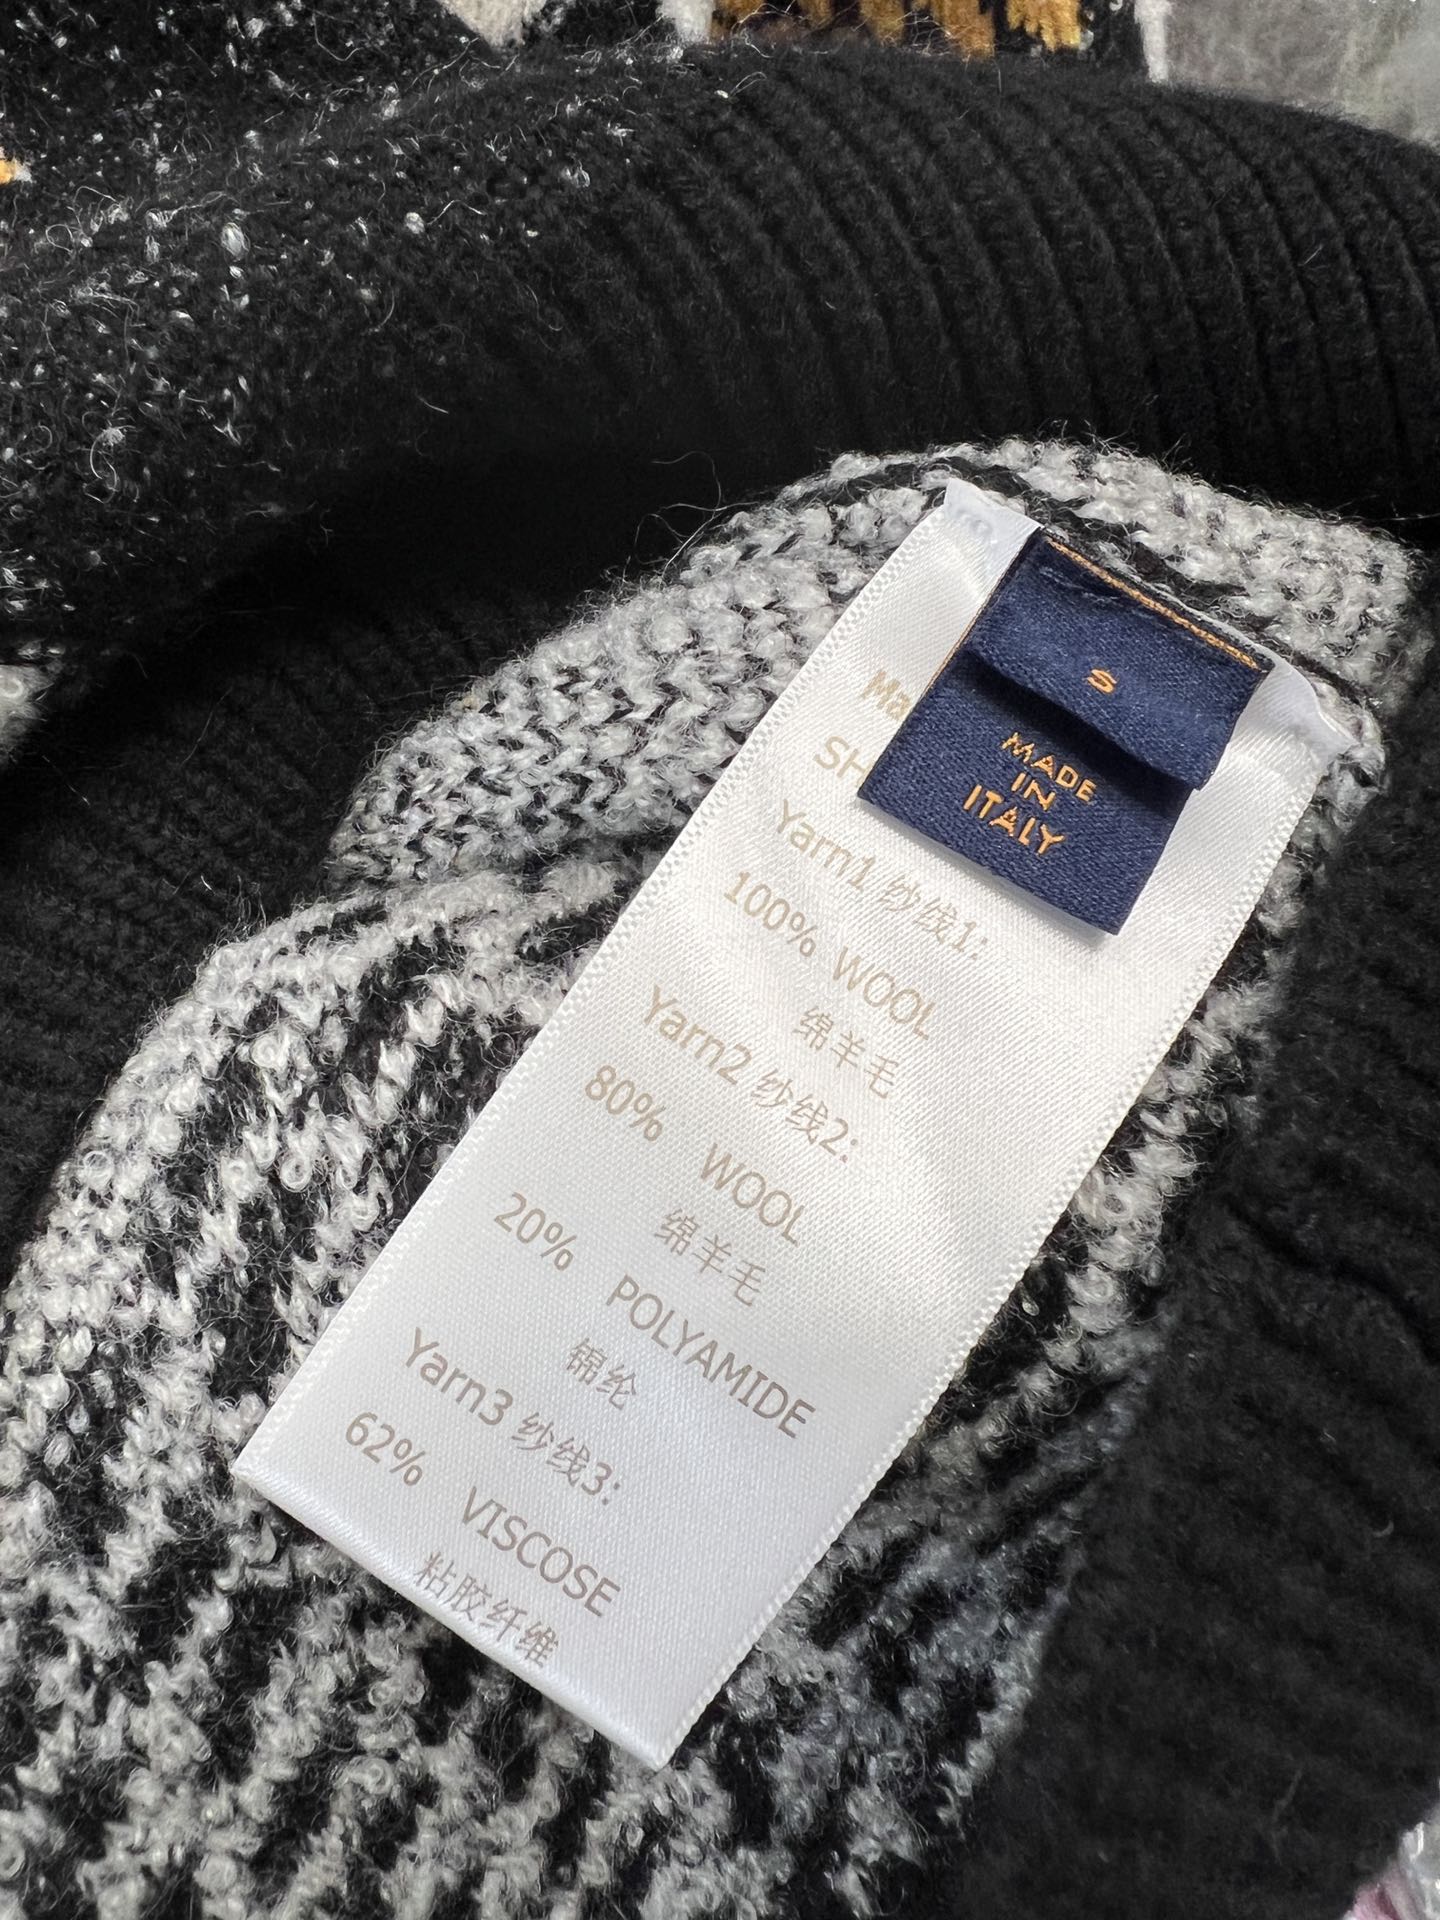 S
MADE
IN
ITALY
Yarn1 纱线1:
100% WOOL
绵羊毛
Yarn2 纱线2:
80% WOOL
绵羊毛
20% POLYAMIDE
锦纶
Yarn3 纱线3:
62% VISCOSE
粘胶纤维